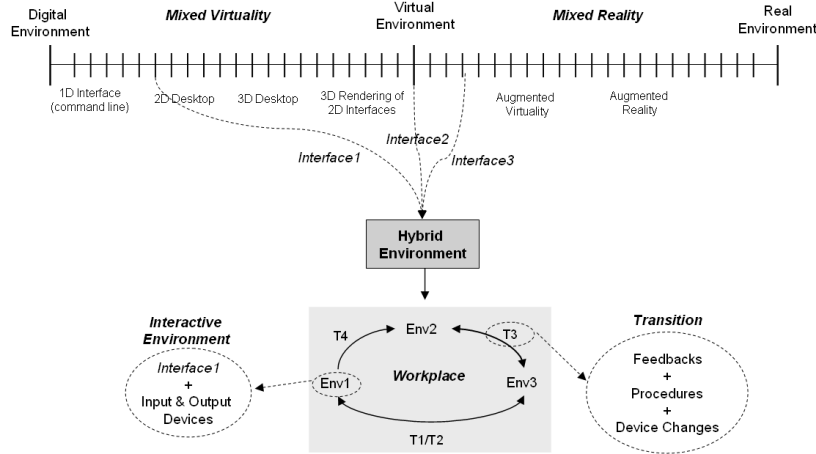 Digital
Environment
Mixed Virtuality
Virtual
Environment
Mixed Reality
Real
Environment
1D Interface
(command line)
2D Desktop
3D Desktop
3D Rendering of
2D Interfaces
Augmented
Virtuality
Augmented
Reality
Interface1
Interface2
Interface3
Hybrid
Environment
Interactive
Environment
Interface1
+
Input & Output
Devices
T4
Env2
T3
Env1
Workplace
Env3
T1/T2
Transition
Feedbacks
+
Procedures
+
Device Changes